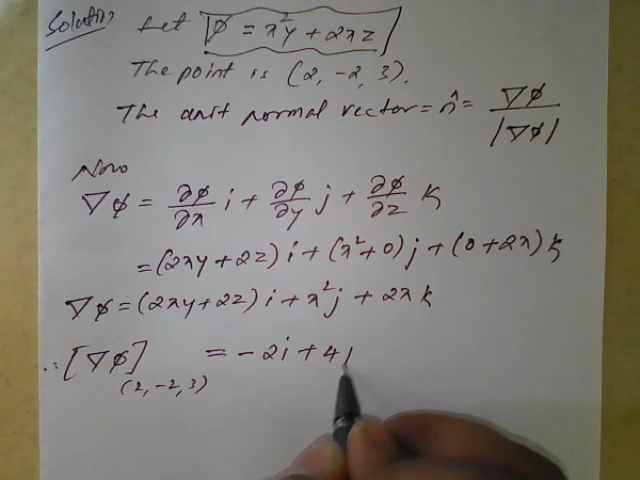 Solution Let ϕ = x²y + 2xz
The point is (2, -2, 3).
The unit normal vector = n̂ = ∇ϕ / |∇ϕ|
Now
∇ϕ = ∂ϕ/∂x i + ∂ϕ/∂y j + ∂ϕ/∂z k
= (2xy + 2z) i + (x² + 0) j + (0 + 2x) k
∇ϕ = (2xy + 2z) i + x² j + 2x k
∴ [∇ϕ](2, -2, 3) = -2i + 4j